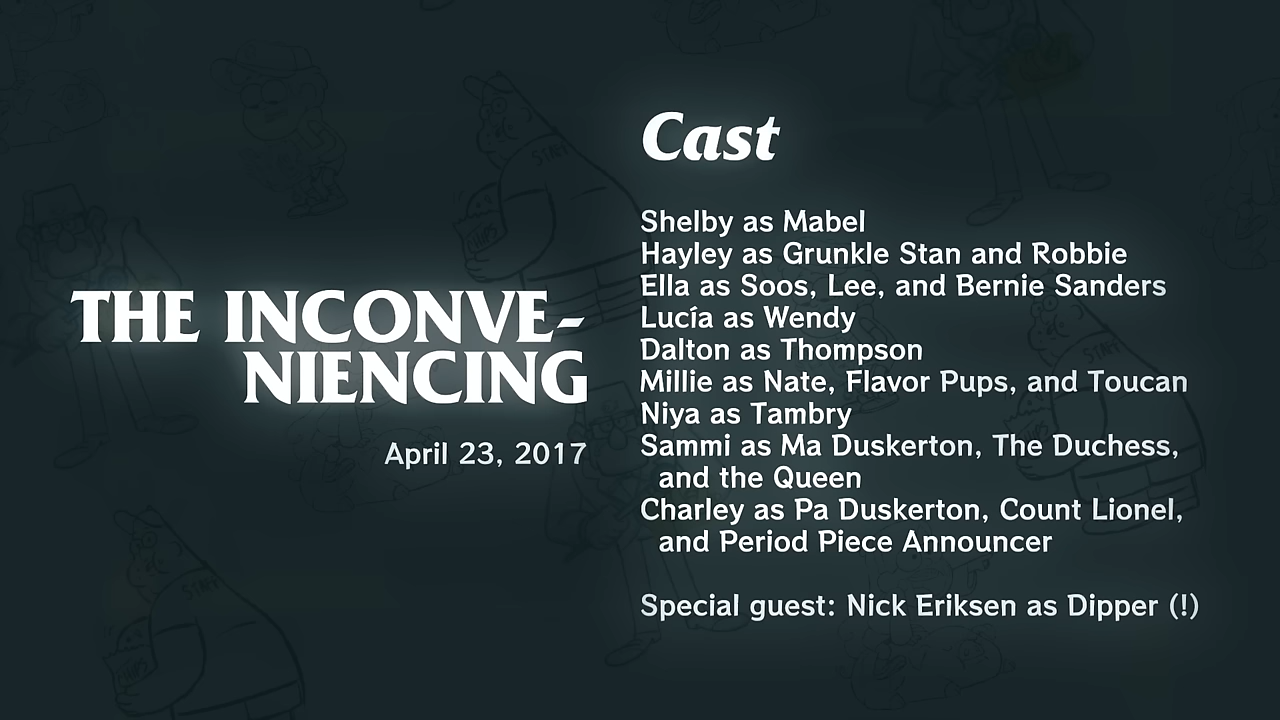 THE INCONVE-
NIENCING
April 23, 2017
Cast
Shelby as Mabel
Hayley as Grunkle Stan and Robbie
Ella as Soos, Lee, and Bernie Sanders
Lucía as Wendy
Dalton as Thompson
Millie as Nate, Flavor Pups, and Toucan
Niya as Tambry
Sammi as Ma Duskerton, The Duchess,
and the Queen
Charley as Pa Duskerton, Count Lionel,
and Period Piece Announcer
Special guest: Nick Eriksen as Dipper (!)